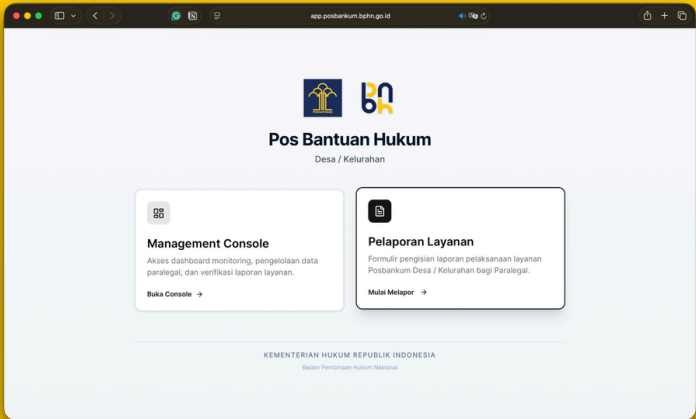 app.posbankum.bphn.go.id
bphn
Pos Bantuan Hukum
Desa / Kelurahan
Management Console
Akses dashboard monitoring, pengelolaan data
paralegal, dan verifikasi laporan layanan.
Buka Console →
Pelaporan Layanan
Formulir pengisian laporan pelaksanaan layanan
Posbankum Desa / Kelurahan bagi Paralegal.
Mulai Melapor →
KEMENTERIAN HUKUM REPUBLIK INDONESIA
Badan Pembinaan Hukum Nasional